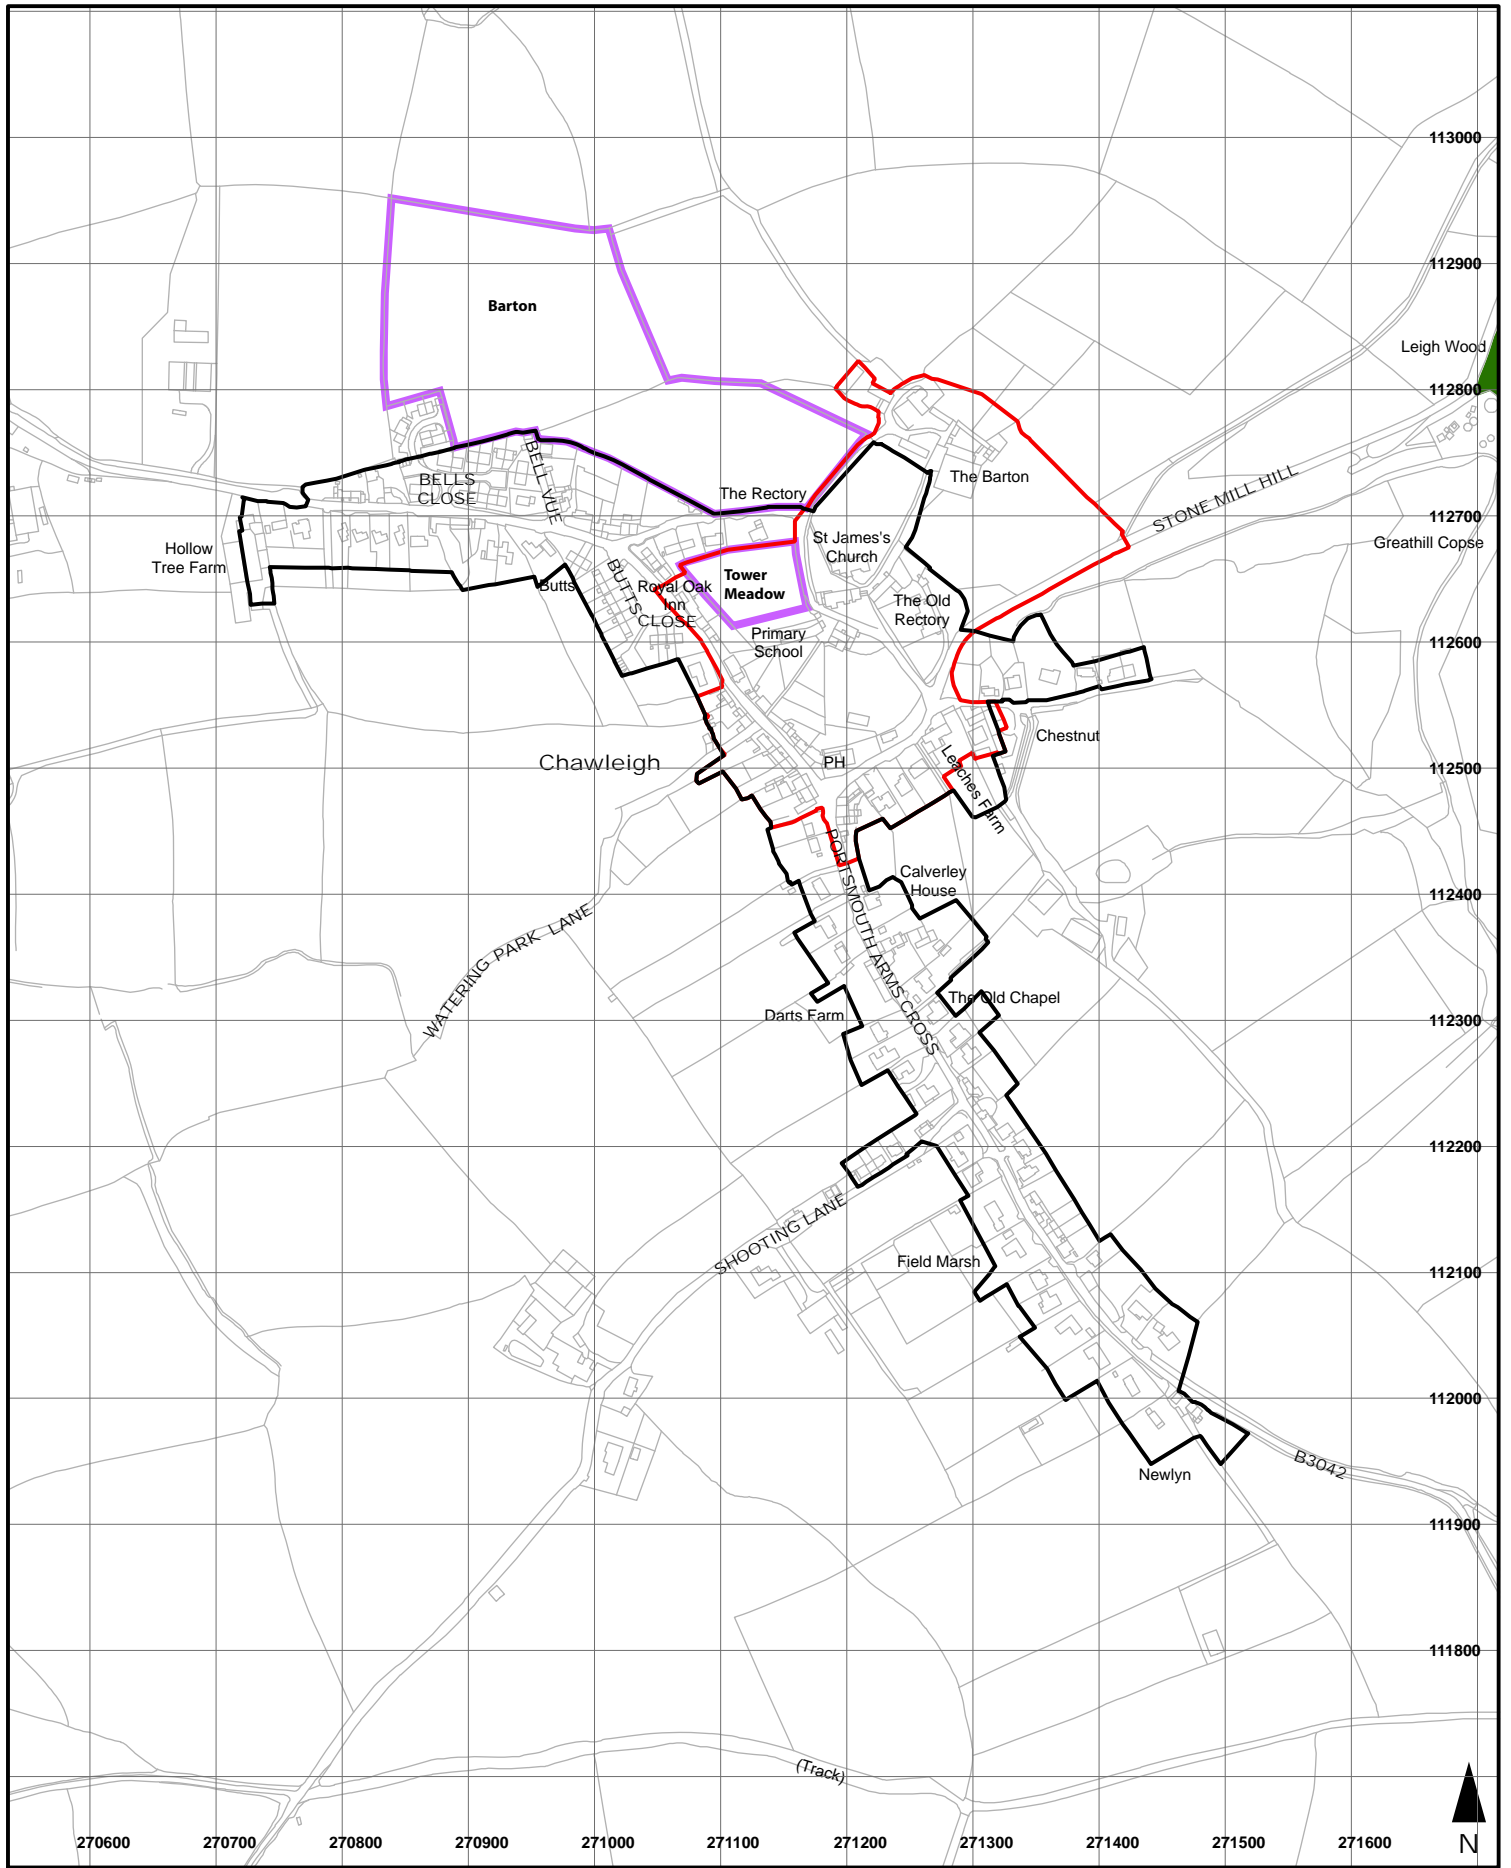 113000
112900
Barton
Leigh Wood
112800
BELLS
CLOSE
BELL VUE
The Rectory
The Barton
STONE MILL HILL
112700
Hollow
Tree Farm
St James's
Church
Greathill Copse
Butts
BUTTS
Royal Oak
Inn
CLOSE
Tower
Meadow
The Old
Rectory
Primary
School
112600
Chestnut
Chawleigh
PH
Leaches Farm
112500
PORTSMOUTH ARMS CROSS
Calverley
House
112400
WATERING PARK LANE
The Old Chapel
Darts Farm
112300
112200
SHOOTING LANE
Field Marsh
112100
112000
B3042
Newlyn
111900
111800
(Track)
270600
270700
270800
270900
271000
271100
271200
271300
271400
271500
271600
N